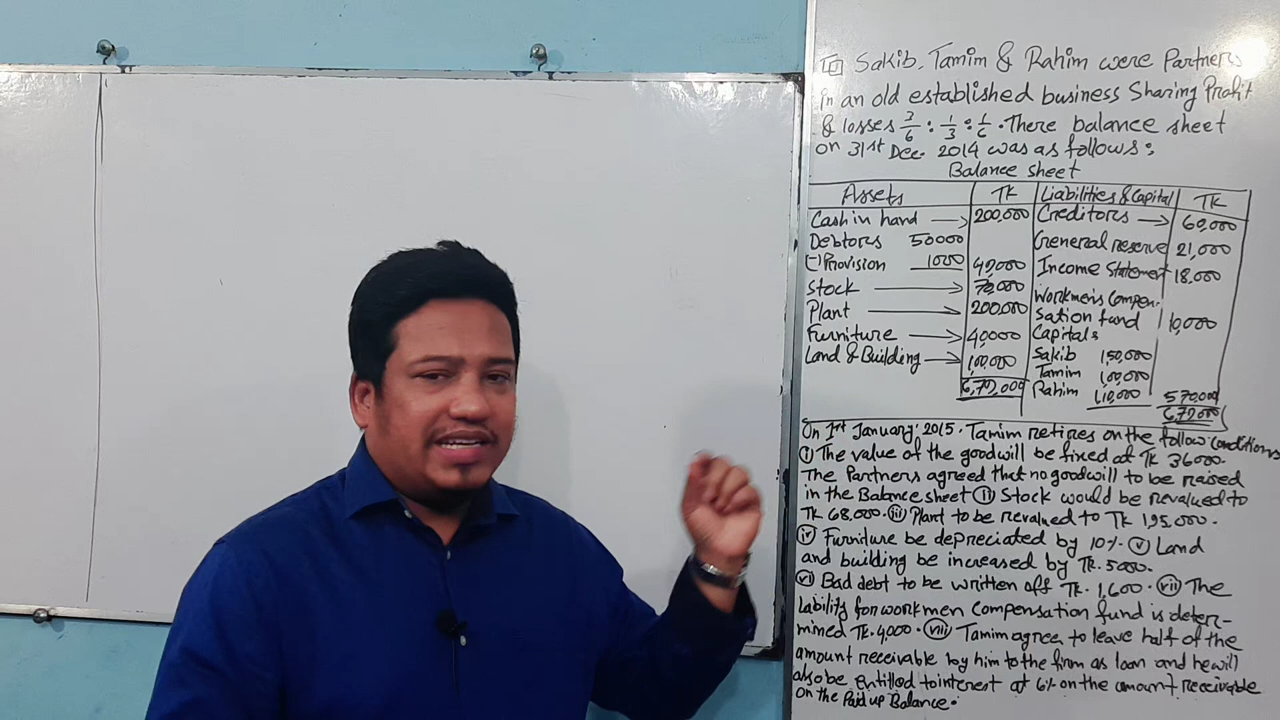 Sakib, Tamim & Rahim were Partners
in an old established business Sharing Profit
& losses 3/6 : 1/3 : 1/6 . There balance sheet
on 31st Dec. 2014 was as follows:
Balance sheet
Assets TK Liabilities & Capital TK
Cash in hand → 200,000 Creditors → 60,000
Debtors 50000 General reserve 21,000
(-) Provision 1000 49,000 Income Statement 18,000
Stock → 70,000 Workmen's Compen-
Plant → 200,000 sation fund 10,000
Furniture → 40,000 Capitals
Land & Building → 100,000 Sakib 150,000
Tamim 100,000
Rahim 570,000
On 1st January, 2015. Tamim retires on the follow conditions
(i) The value of the goodwill be fixed at TK 36000.
The Partners agreed that no goodwill to be raised
in the Balance sheet (ii) Stock would be revalued to
TK 68,000. (iii) Plant to be revalued to TK 195,000.
(iv) Furniture be depreciated by 10% (v) Land
and building be increased by TK. 5000.
(vi) Bad debt to be written off TK. 1,600. (vii) The
Lability for workmen Compensation fund is deter-
mined TK. 4000. (viii) Tamim agree to leave half of the
amount receivable by him to the firm as loan and he will
also be entitled to interest at 6% on the amount receivable
on the Paid up Balance.